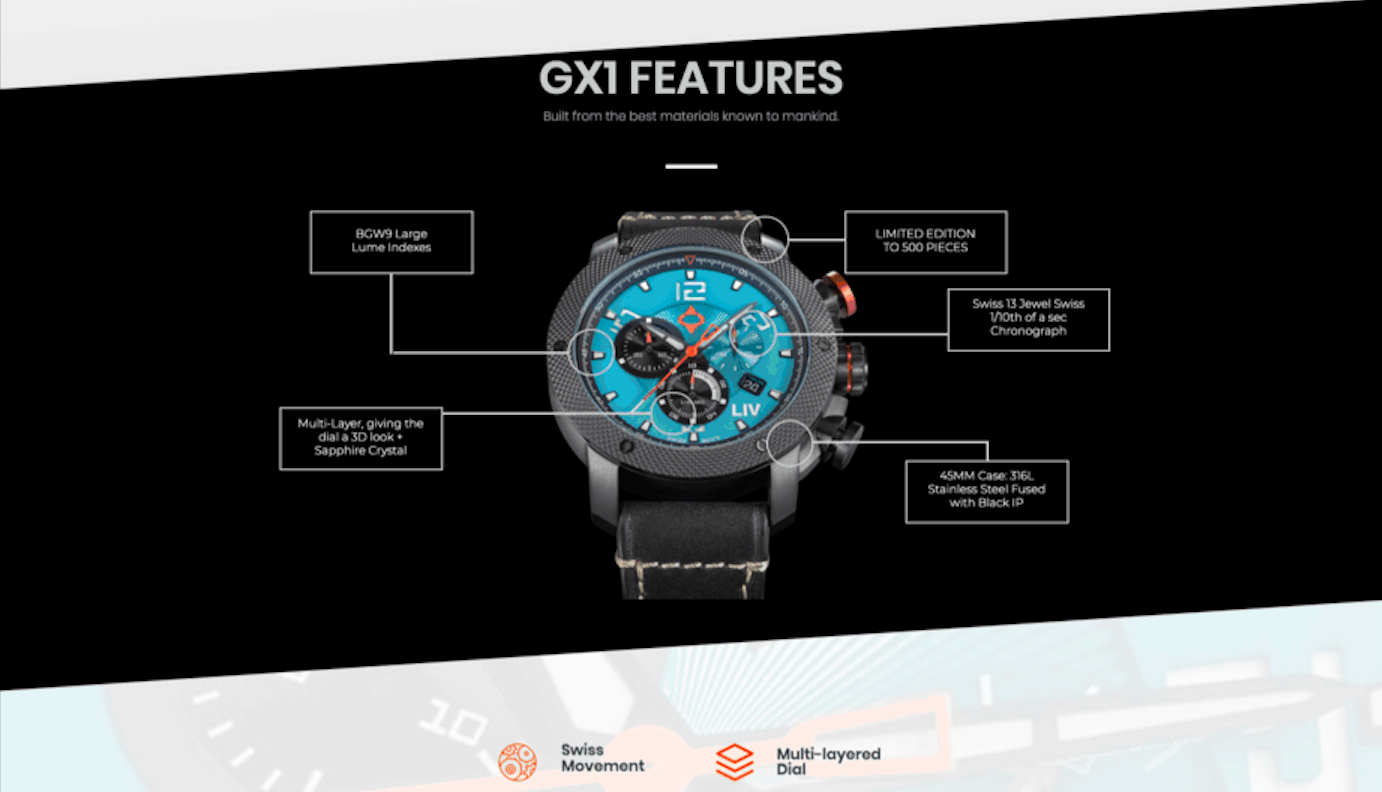 GX1 FEATURES
Built from the best materials known to mankind.
BGW9 Large
Lume Indexes
LIMITED EDITION
TO 500 PIECES
Swiss 13 Jewel Swiss
1/10th of a sec
Chronograph
12
LIV
Multi-Layer, giving the
dial a 3D look +
Sapphire Crystal
45MM Case: 316L
Stainless Steel Fused
with Black IP
10
Swiss
Movement
Multi-layered
Dial